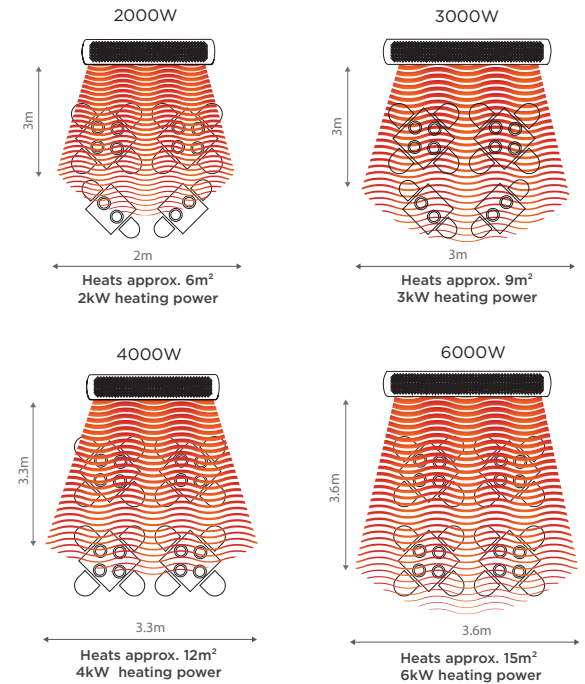 2000W
3m
2m
Heats approx. 6m²
2kW heating power
3000W
3m
3m
Heats approx. 9m²
3kW heating power
4000W
3.3m
3.3m
Heats approx. 12m²
4kW heating power
6000W
3.6m
3.6m
Heats approx. 15m²
6kW heating power